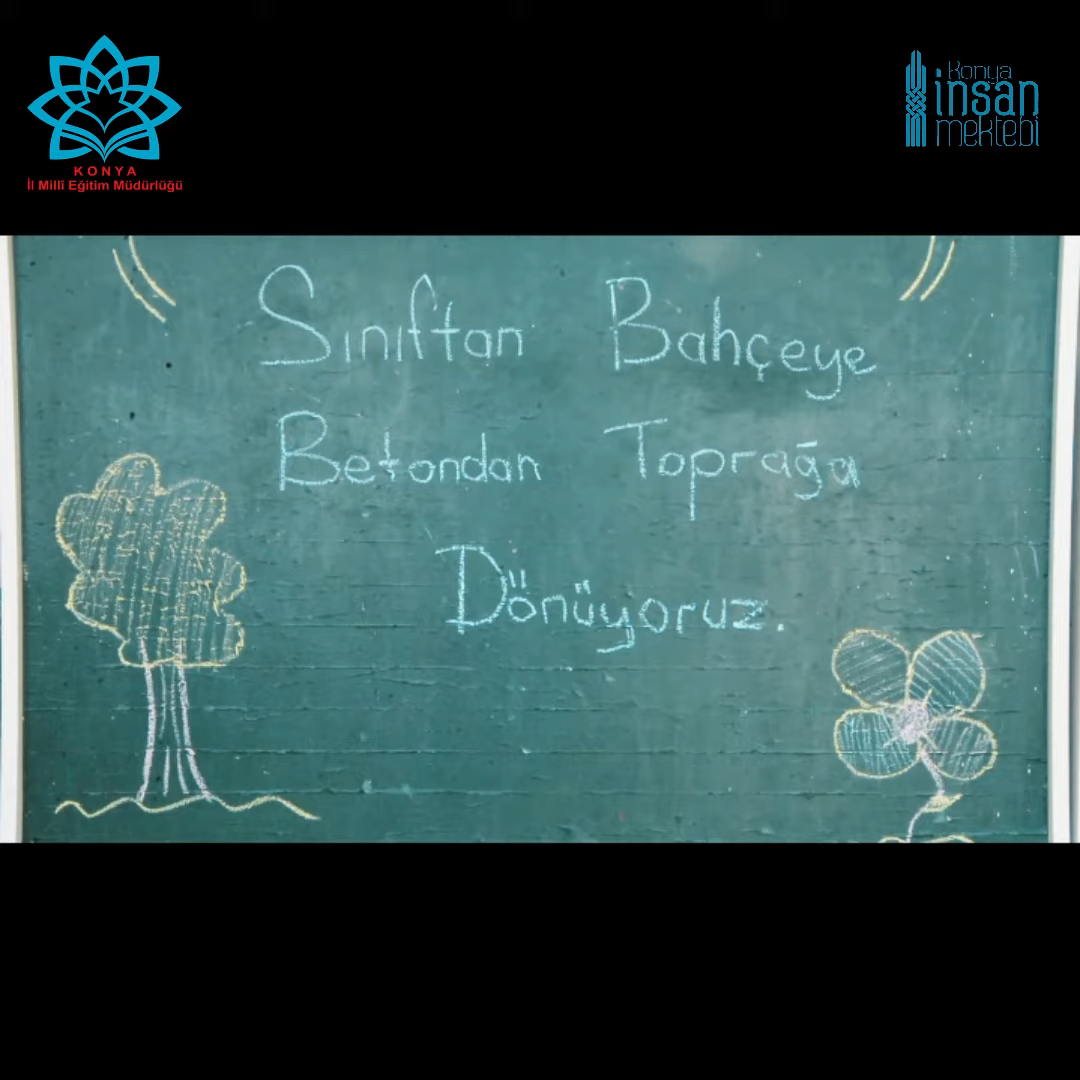 KONYA
İl Millî Eğitim Müdürlüğü
Konya
insan
mektebi
Sınıftan Bahçeye
Betondan Toprağa
Dönüyoruz.